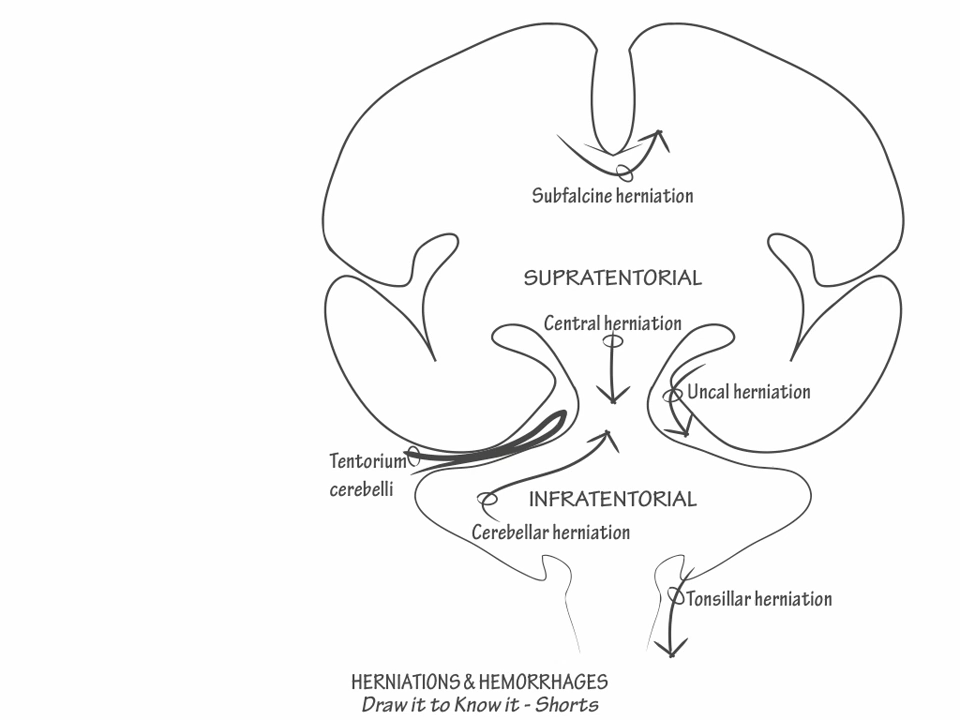 Subfalcine herniation
SUPRATENTORIAL
Central herniation
Uncal herniation
Tentorium
cerebelli
INFRATENTORIAL
Cerebellar herniation
Tonsillar herniation
HERNIATIONS & HEMORRHAGES
Draw it to Know it - Shorts